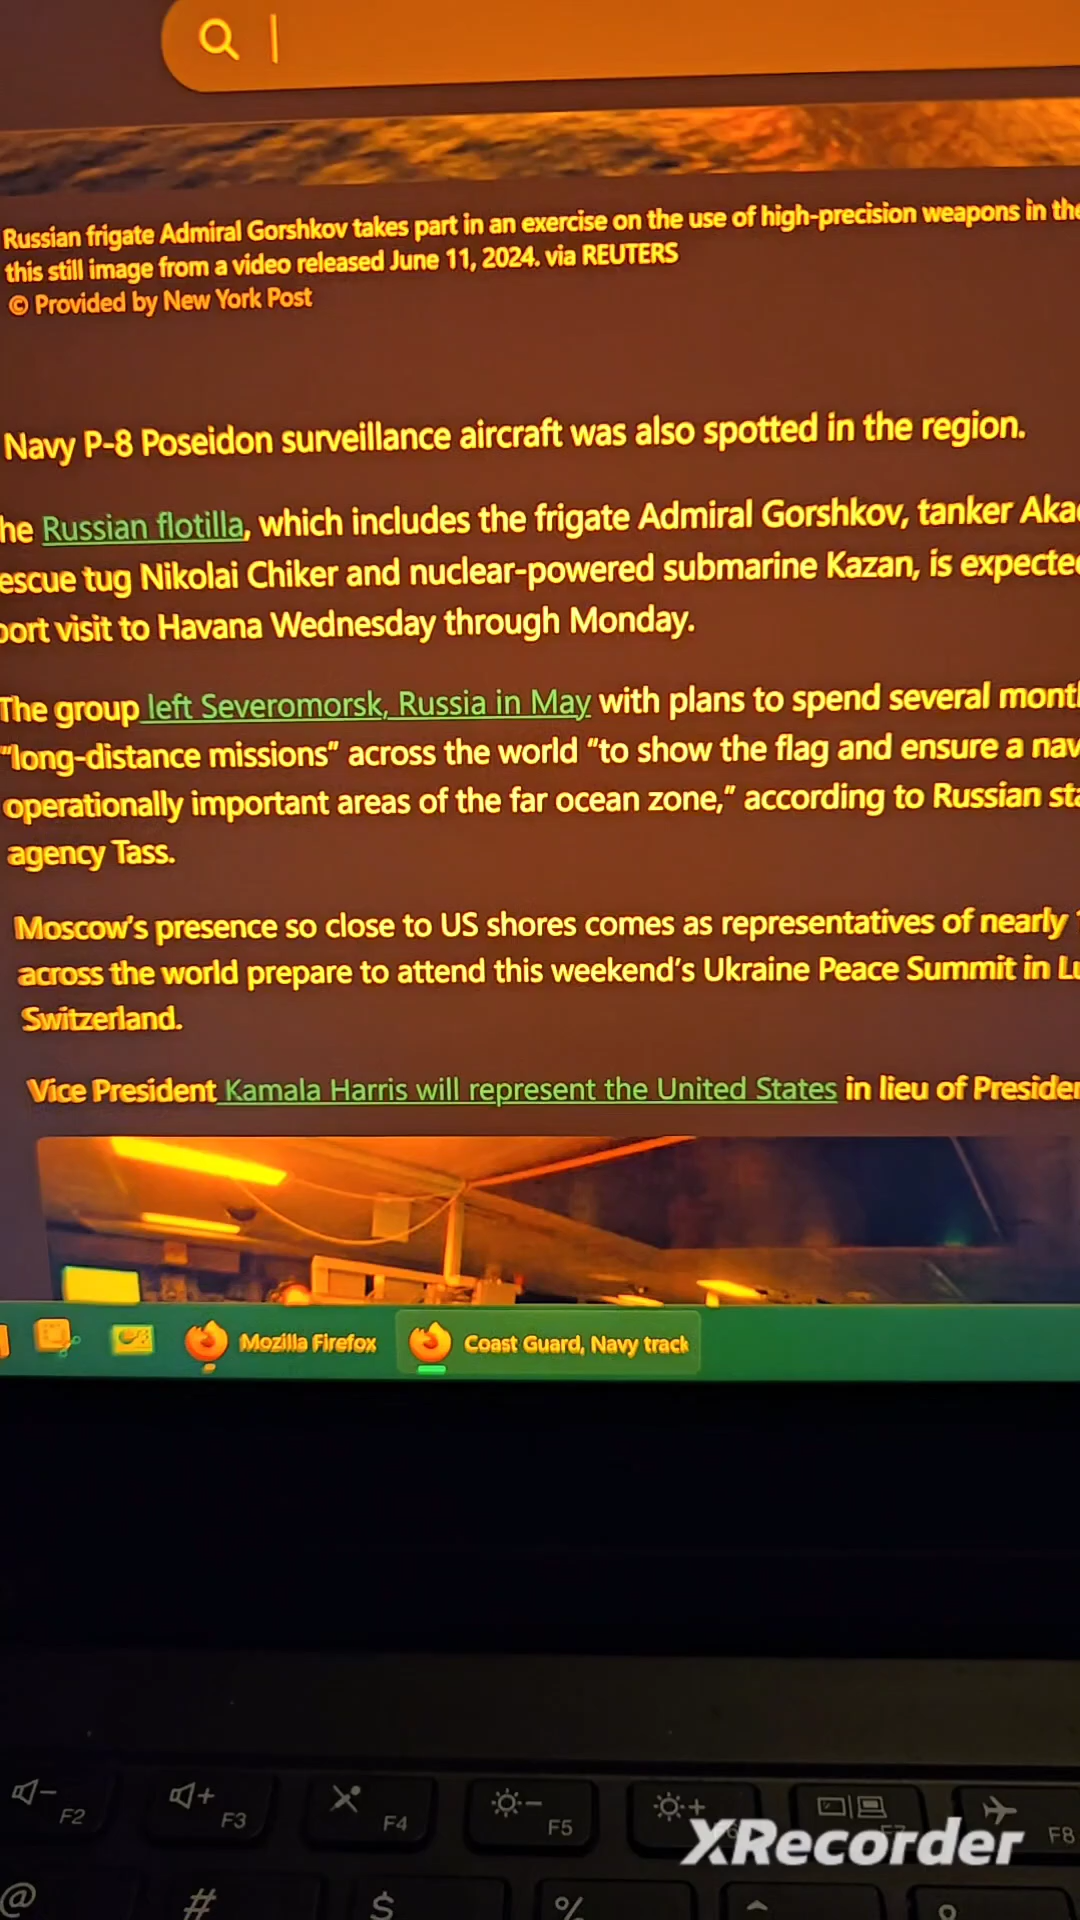 Russian frigate Admiral Gorshkov takes part in an exercise on the use of high-precision weapons in the
this still image from a video released June 11, 2024. via REUTERS
© Provided by New York Post
Navy P-8 Poseidon surveillance aircraft was also spotted in the region.
he Russian flotilla, which includes the frigate Admiral Gorshkov, tanker Aka
escue tug Nikolai Chiker and nuclear-powered submarine Kazan, is expecte
port visit to Havana Wednesday through Monday.
The group left Severomorsk, Russia in May with plans to spend several mont
"long-distance missions" across the world "to show the flag and ensure a nav
operationally important areas of the far ocean zone," according to Russian sta
agency Tass.
Moscow's presence so close to US shores comes as representatives of nearly
across the world prepare to attend this weekend's Ukraine Peace Summit in Lu
Switzerland.
Vice President Kamala Harris will represent the United States in lieu of Presider
Mozilla Firefox
Coast Guard, Navy track
F2
F3
F4
F5
F8
XRecorder
@
#
$
%